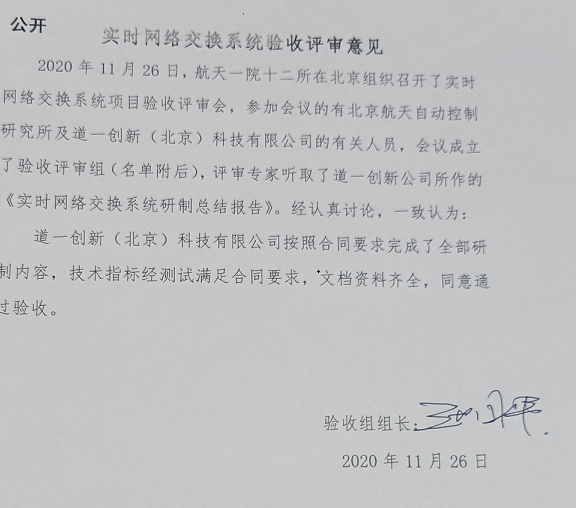 公开
实时网络交换系统验收评审意见
2020 年 11 月 26 日，航天一院十二所在北京组织召开了实时
网络交换系统项目验收评审会，参加会议的有北京航天自动控制
研究所及道一创新（北京）科技有限公司的有关人员，会议成立
了验收评审组（名单附后），评审专家听取了道一创新公司所作的
《实时网络交换系统研制总结报告》。经认真讨论，一致认为：
道一创新（北京）科技有限公司按照合同要求完成了全部研
制内容，技术指标经测试满足合同要求，文档资料齐全，同意通
过验收。
验收组组长：
2020 年 11 月 26 日